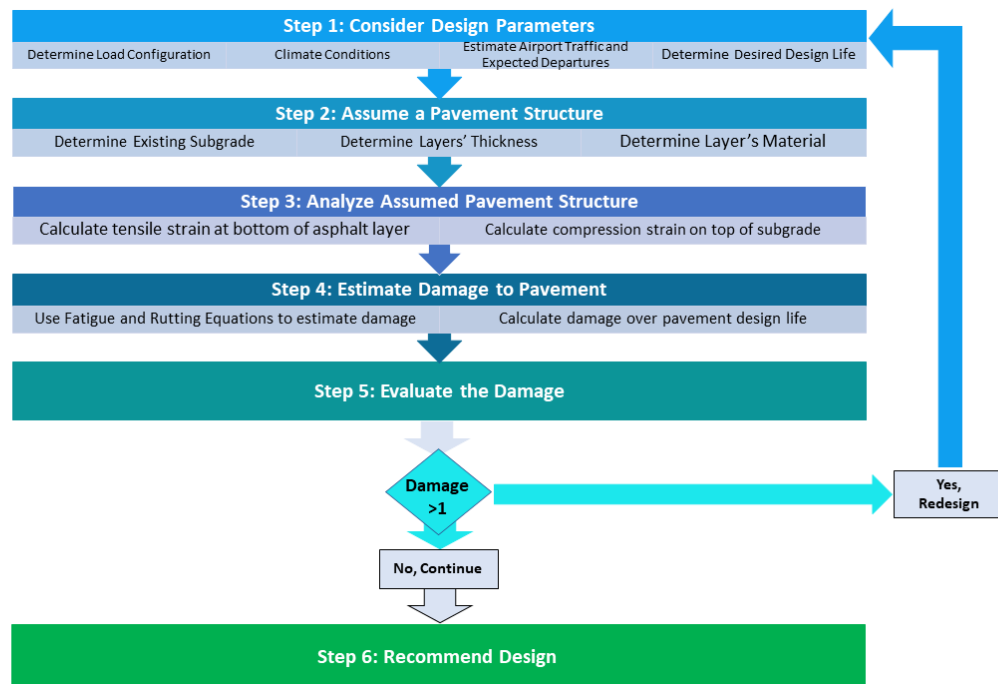 Step 1: Consider Design Parameters
Determine Load Configuration
Climate Conditions
Estimate Airport Traffic and
Expected Departures
Determine Desired Design Life
Step 2: Assume a Pavement Structure
Determine Existing Subgrade
Determine Layers’ Thickness
Determine Layer’s Material
Step 3: Analyze Assumed Pavement Structure
Calculate tensile strain at bottom of asphalt layer
Calculate compression strain on top of subgrade
Step 4: Estimate Damage to Pavement
Use Fatigue and Rutting Equations to estimate damage
Calculate damage over pavement design life
Step 5: Evaluate the Damage
Damage
>1
Yes,
Redesign
No, Continue
Step 6: Recommend Design